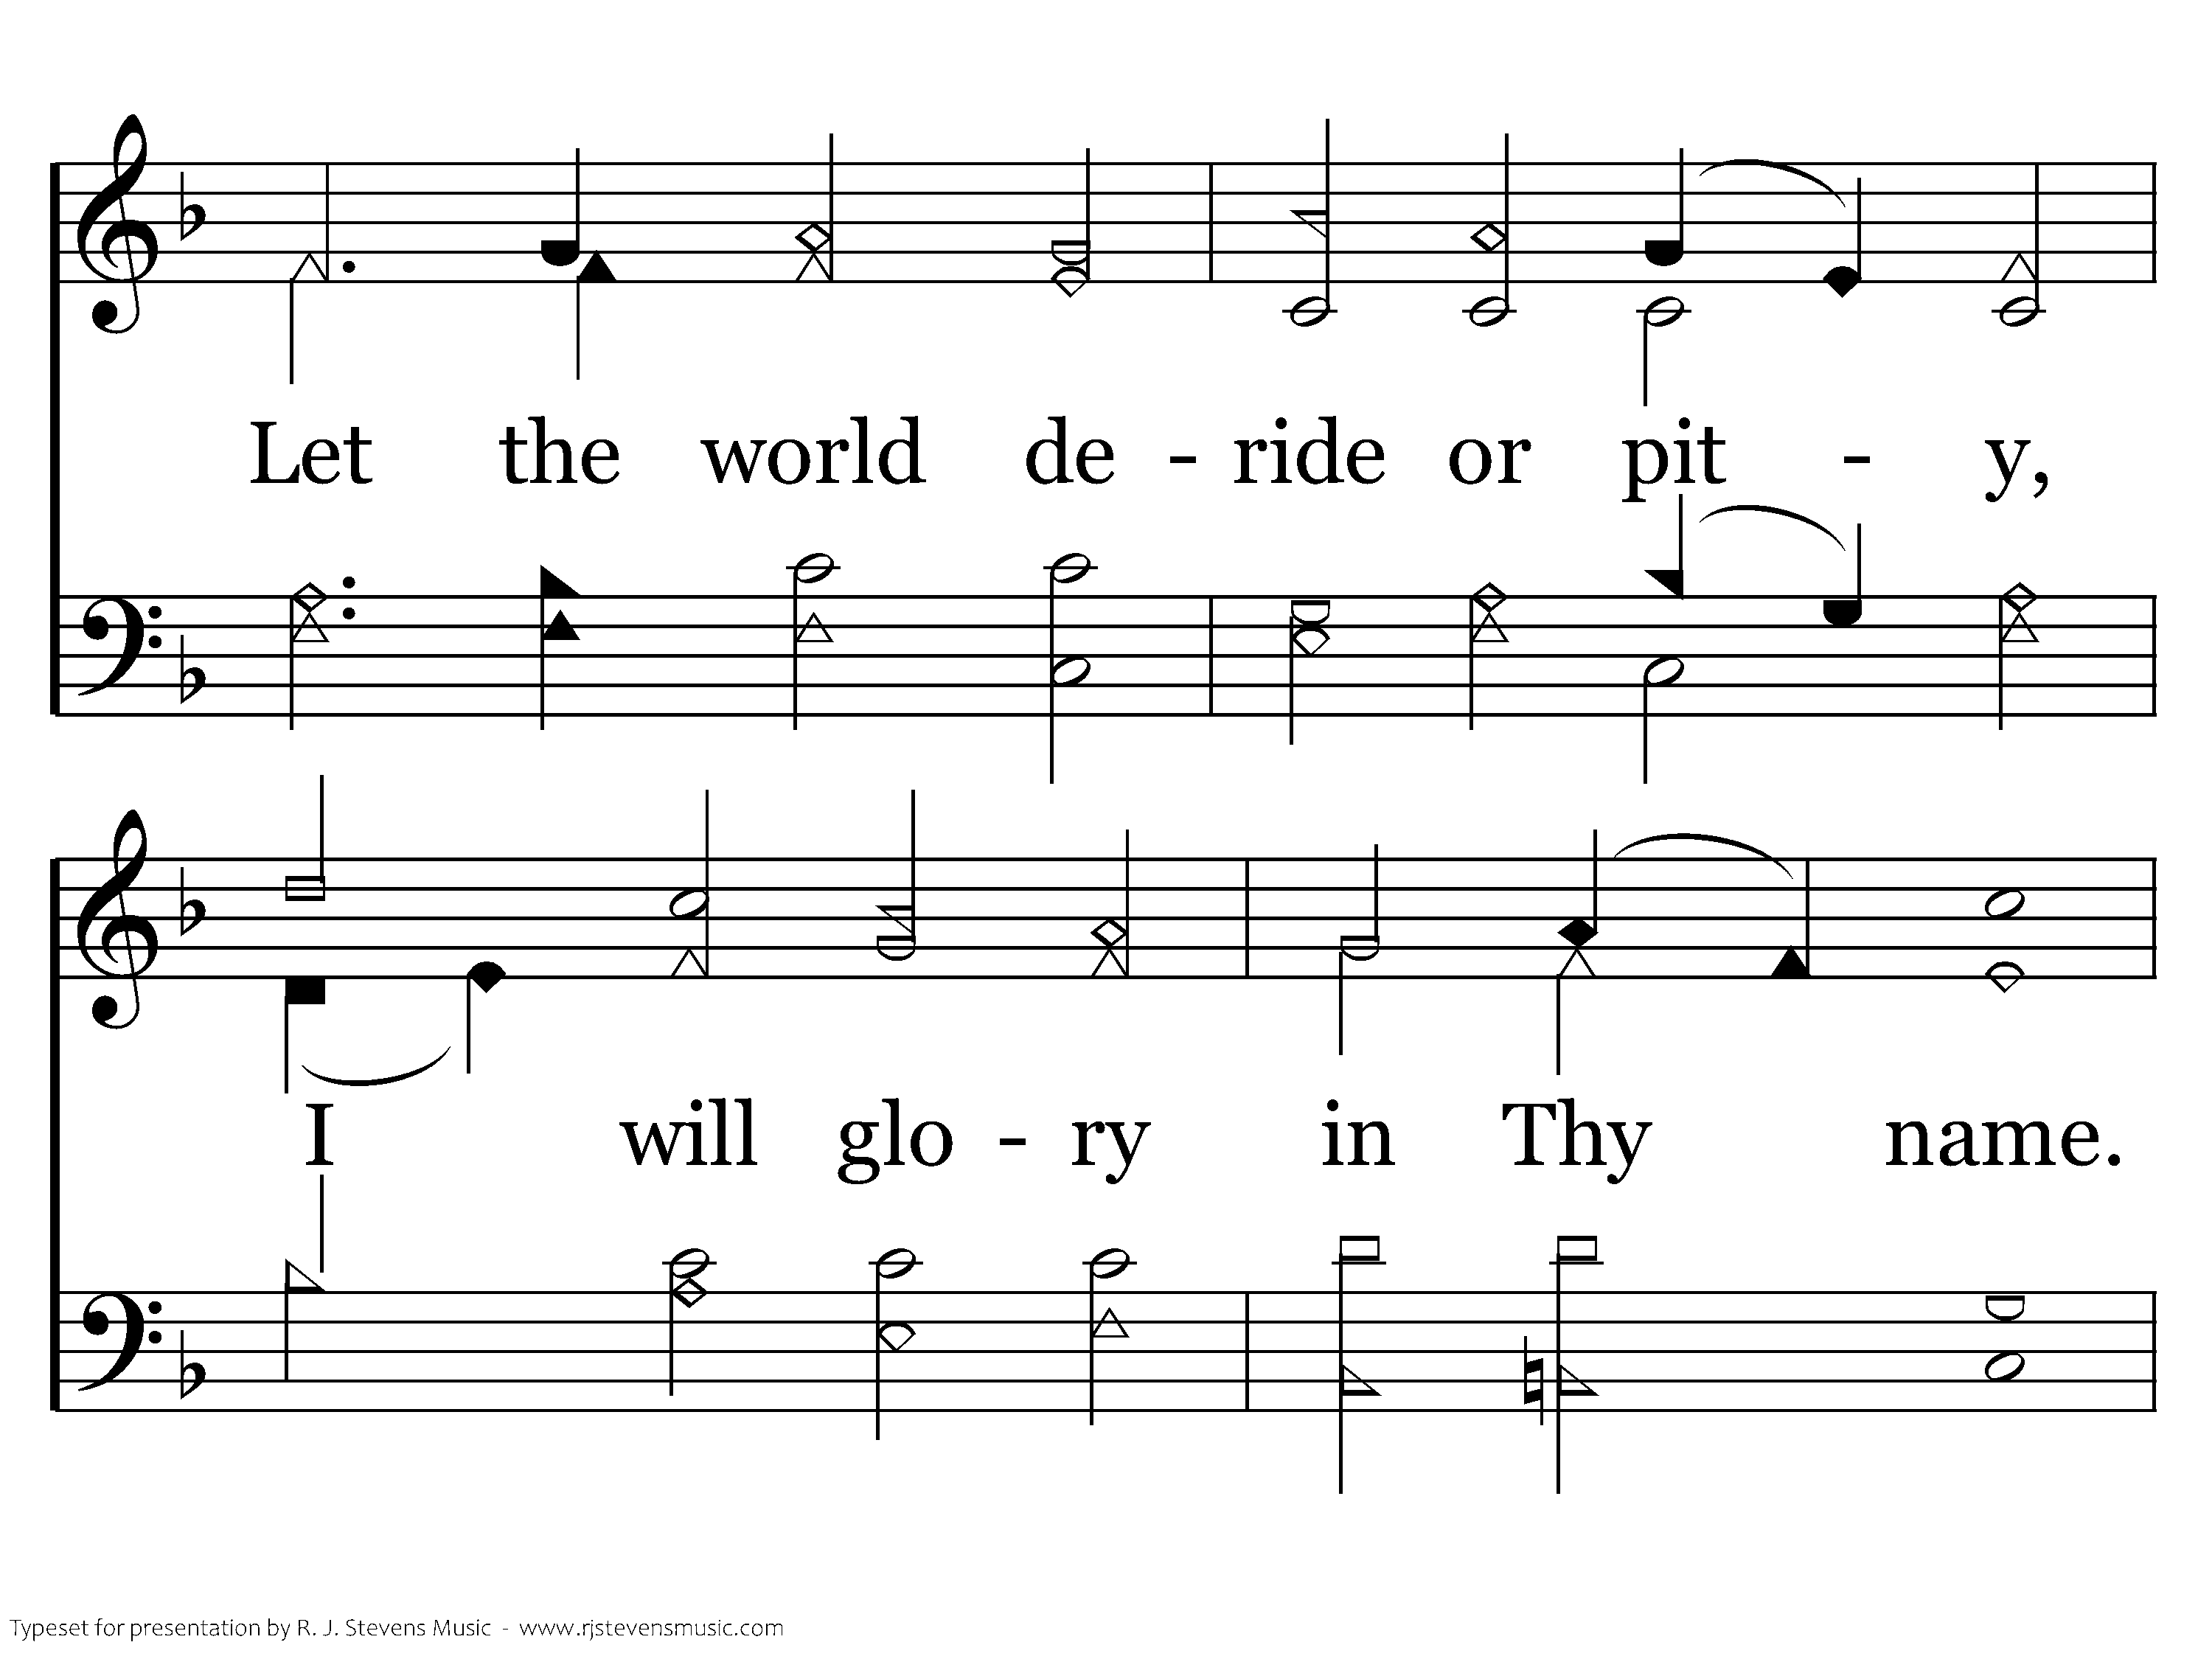 Let the world de - ride or pit - y,
I will glo - ry in Thy name.
Typeset for presentation by R. J. Stevens Music - www.rjstevensmusic.com